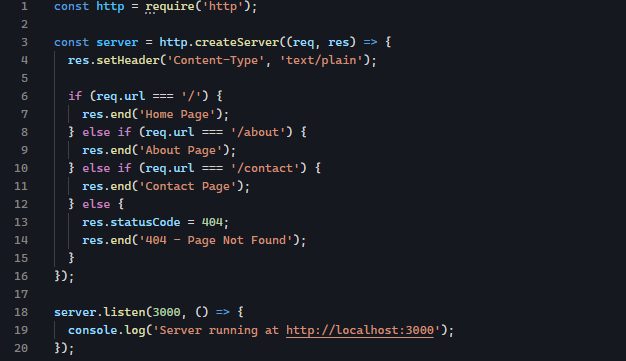 1 const http = require('http');
2
3 const server = http.createServer((req, res) => {
4   res.setHeader('Content-Type', 'text/plain');
5
6   if (req.url === '/') {
7     res.end('Home Page');
8   } else if (req.url === '/about') {
9     res.end('About Page');
10   } else if (req.url === '/contact') {
11     res.end('Contact Page');
12   } else {
13     res.statusCode = 404;
14     res.end('404 - Page Not Found');
15   }
16 });
17
18 server.listen(3000, () => {
19   console.log('Server running at http://localhost:3000');
20 });